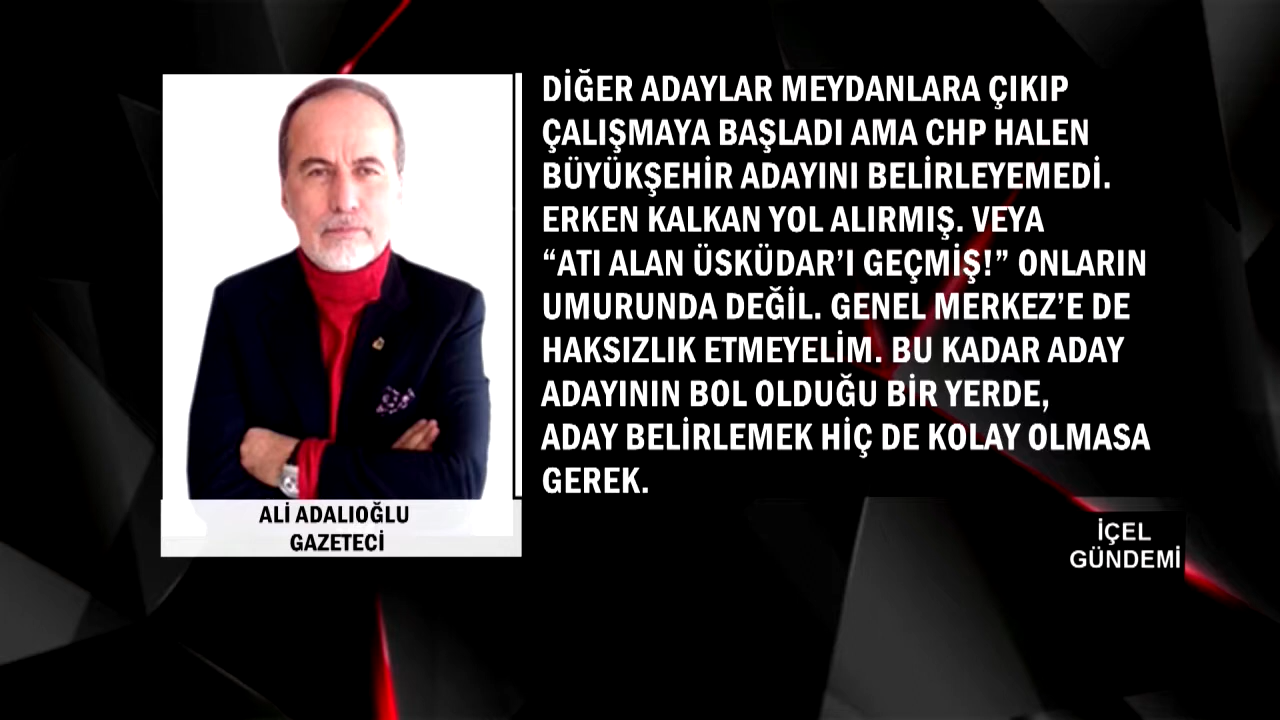 DİĞER ADAYLAR MEYDANLARA ÇIKIP
ÇALIŞMAYA BAŞLADI AMA CHP HALEN
BÜYÜKŞEHİR ADAYINI BELİRLEYEMEDİ.
ERKEN KALKAN YOL ALIRMIŞ. VEYA
“ATI ALAN ÜSKÜDAR’I GEÇMİŞ!” ONLARIN
UMURUNDA DEĞİL. GENEL MERKEZ’E DE
HAKSIZLIK ETMEYELİM. BU KADAR ADAY
ADAYININ BOL OLDUĞU BİR YERDE,
ADAY BELİRLEMEK HİÇ DE KOLAY OLMASA
GEREK.
ALİ ADALIOĞLU
GAZETECİ
İÇEL
GÜNDEMİ